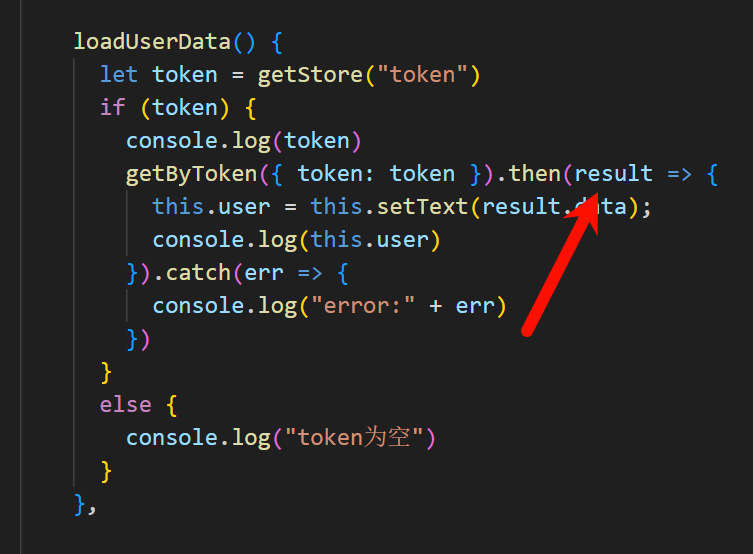 loadUserData() {
let token = getStore("token")
if (token) {
console.log(token)
getByToken({ token: token }).then(result => {
this.user = this.setText(result.data);
console.log(this.user)
}).catch(err => {
console.log("error:" + err)
})
}
else {
console.log("token为空")
}
},